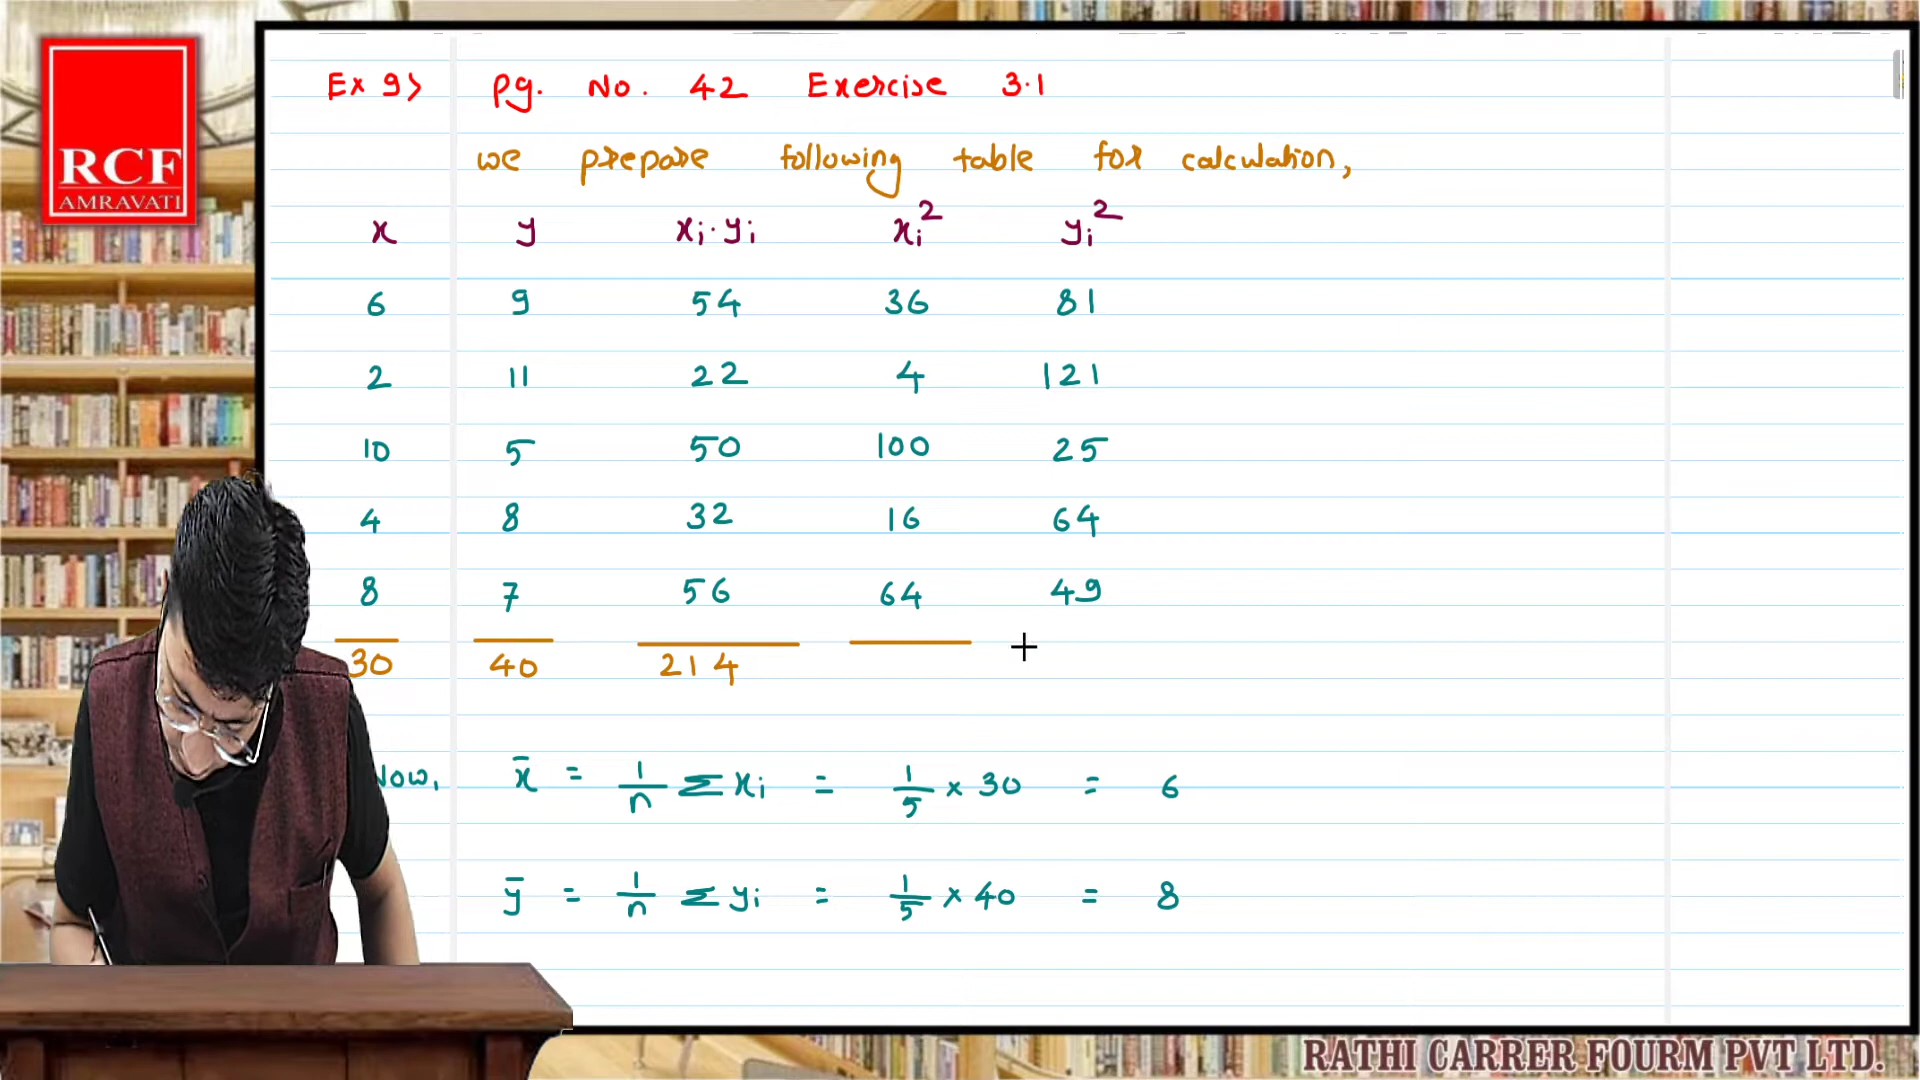 RCF
AMRAVATI
Ex 9> pg. No. 42 Exercise 3.1
we prepare following table for calculation,
x y xi·yi xi² yi²
6 9 54 36 81
2 11 22 4 121
10 5 50 100 25
4 8 32 16 64
8 7 56 64 49
30 40 214
Now, x̄ = 1/n Σ xi = 1/5 × 30 = 6
ȳ = 1/n Σ yi = 1/5 × 40 = 8
RATHI CARRER FOURM PVT LTD.